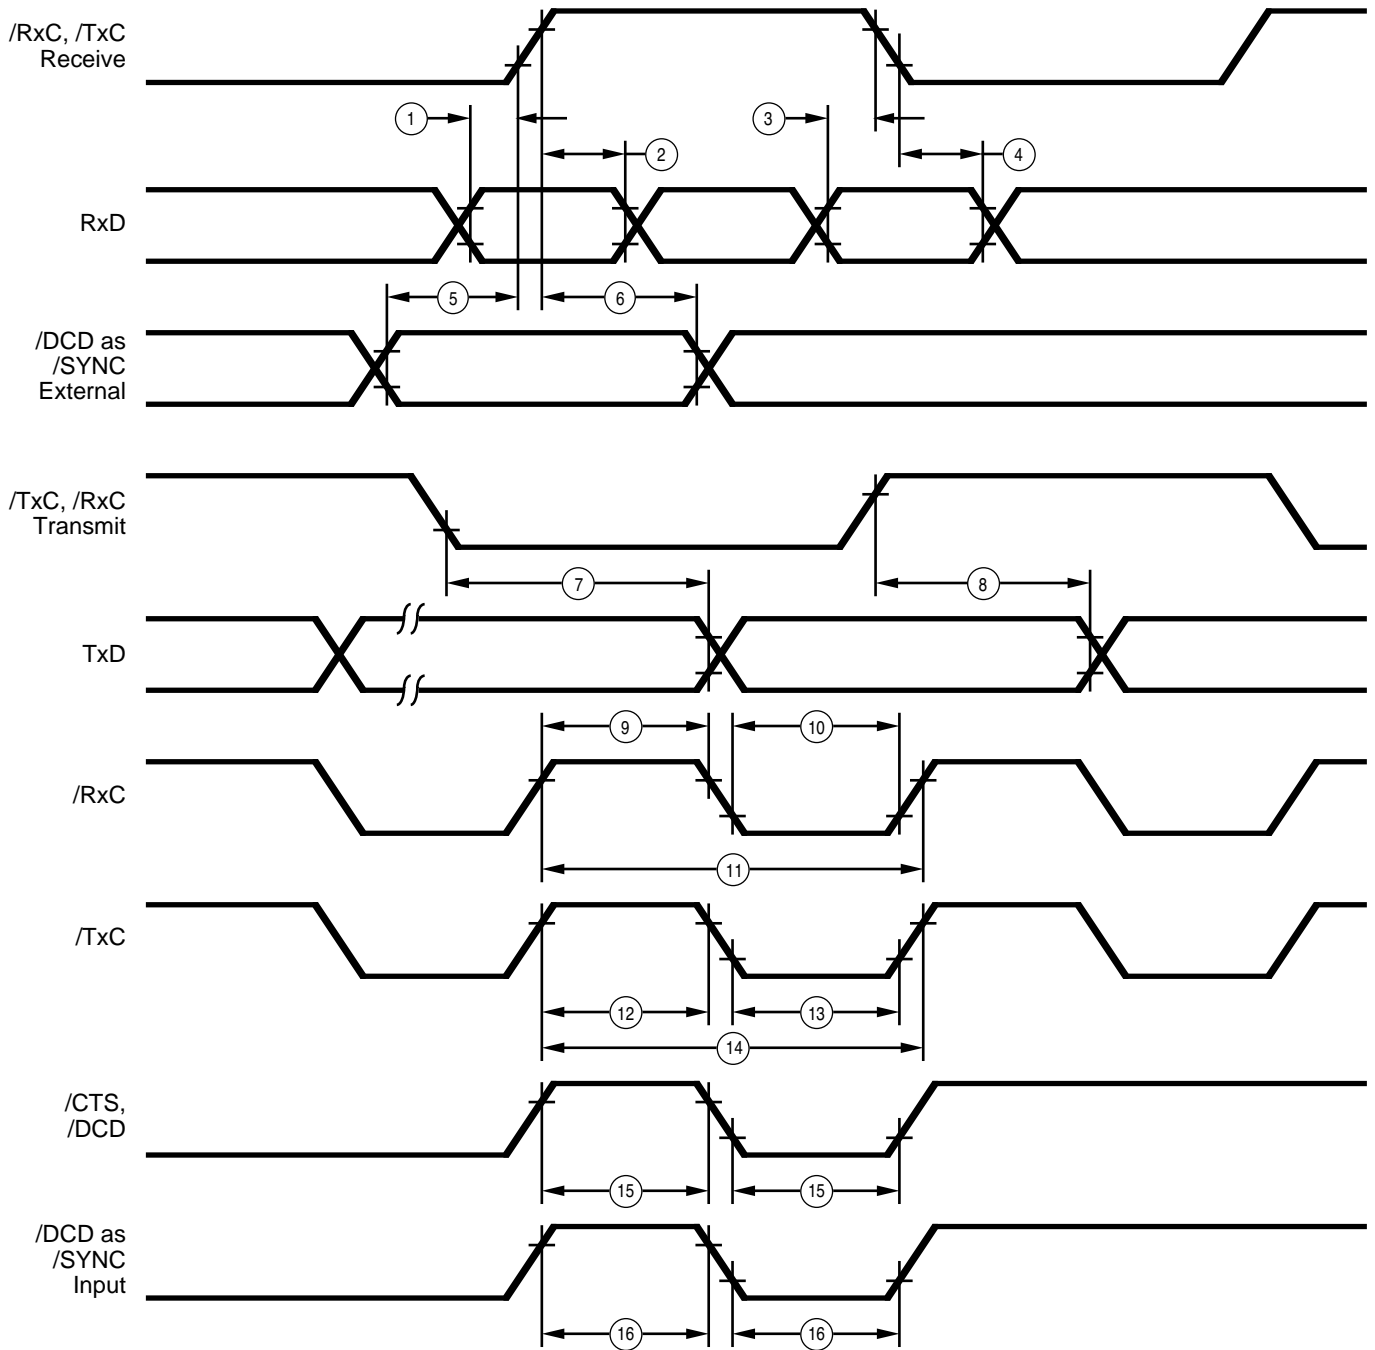 /RxC, /TxC
Receive
1
3
2
4
RxD
5
6
/DCD as
/SYNC
External
/TxC, /RxC
Transmit
7
8
TxD
9
10
/RxC
11
/TxC
12
13
14
/CTS,
/DCD
15
15
/DCD as
/SYNC
Input
16
16